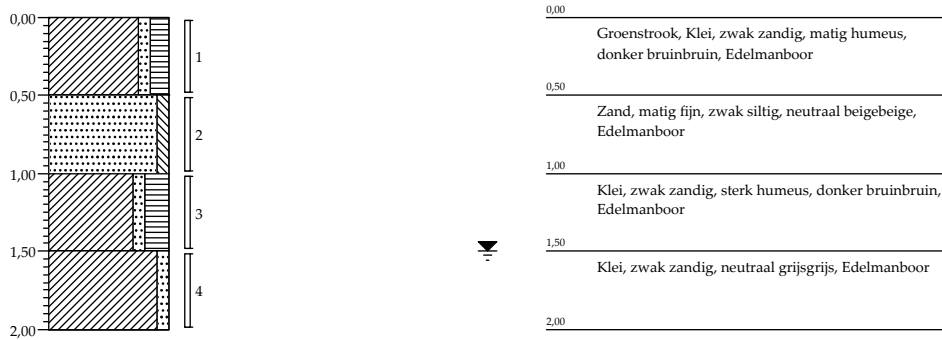 0,00
0,50
1,00
1,50
2,00
1
2
3
4
0,00
Groenstrook, Klei, zwak zandig, matig humeus,
donker bruinbruin, Edelmanboor
0,50
Zand, matig fijn, zwak siltig, neutraal beigebeige,
Edelmanboor
1,00
Klei, zwak zandig, sterk humeus, donker bruinbruin,
Edelmanboor
1,50
Klei, zwak zandig, neutraal grijsgrijs, Edelmanboor
2,00